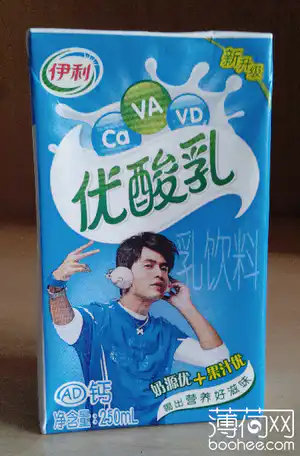 伊利
新升级
Ca
VA
VD
优酸乳
乳饮料
奶源优+果汁优
喝出营养好滋味
AD钙
净含量:250mL
薄荷网
boohee.com